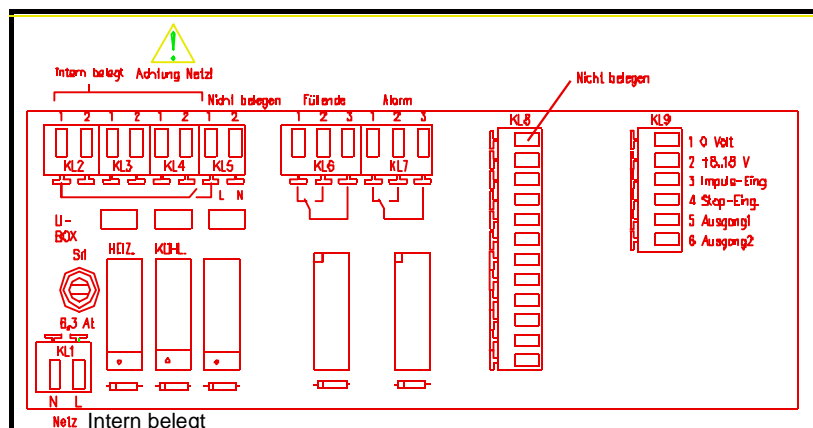 Intern belegt Achtung Netz!
Nicht belegen
Nicht belegen Füllende Alarm
1 2 1 2 1 2 1 2 1 2 3 1 2 3
KL8 KL9
KL2 KL3 KL4 KL5 KL6 KL7
1 0 Volt
2 +8..18 V
3 Impuls-Eing
4 Stop-Eing.
5 Ausgang1
6 Ausgang2
L N
U-
BOX
HEIZ. KÜHL.
SI1
6,3 At
KL1
N L
Netz Intern belegt